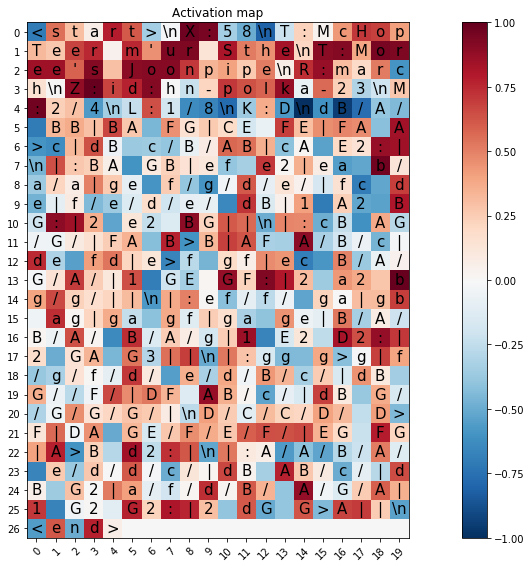 Activation map
0 < s t a r t > \n X : 5 8 \n T : M c H o p
1 T e e r m ' u r S t h e \n T : M o r
2 e e ' s J o o n p i p e \n R : m a r c
3 h \n Z : i d : h n - p o l k a - 2 3 \n M
4 : 2 / 4 \n L : 1 / 8 \n K : D \n d B / A /
5 B B | B A F G | C E F E | F A A
6 > c | d B c / B / A B | c A E 2 : |
7 \n | : B A G B | e f e 2 | e a b /
8 a / a | g e f / g / d / e / | f c d
9 e | f / e / d / e / d B | 1 A 2 B
10 G : | 2 e 2 B G | | \n | : c B A G
11 / G / | F A B > B | A F A / B / c |
12 d e f d | e > f g f | e c B / A /
13 G / A / | 1 G E G F : | 2 a 2 b
14 g / g / | | \n | : e f / f / g a | g b
15 a g | g a g f | g a g e | B / A /
16 B / A / B / A / g | 1 E 2 D 2 : |
17 2 G A G 3 : | \n | : g g g > g | f
18 / g / f / d / e / d / B / c / | d B
19 G / / F / | D F A B / c / | d B G /
20 / G / G / G / | \n D / C / C / D / D >
21 F | D A G E / F / E / F / | E G F G
22 | A > B d 2 : | \n | : A / A / B / A /
23 e / d / d / c / | d B A B / c / | d
24 B G 2 | a / f / d / B / A / G / A |
25 1 G 2 G 2 : | 2 d G G > A | | \n
26 < e n d >
0 1 2 3 4 5 6 7 8 9 10 11 12 13 14 15 16 17 18 19
1.00
0.75
0.50
0.25
0.00
−0.25
−0.50
−0.75
−1.00